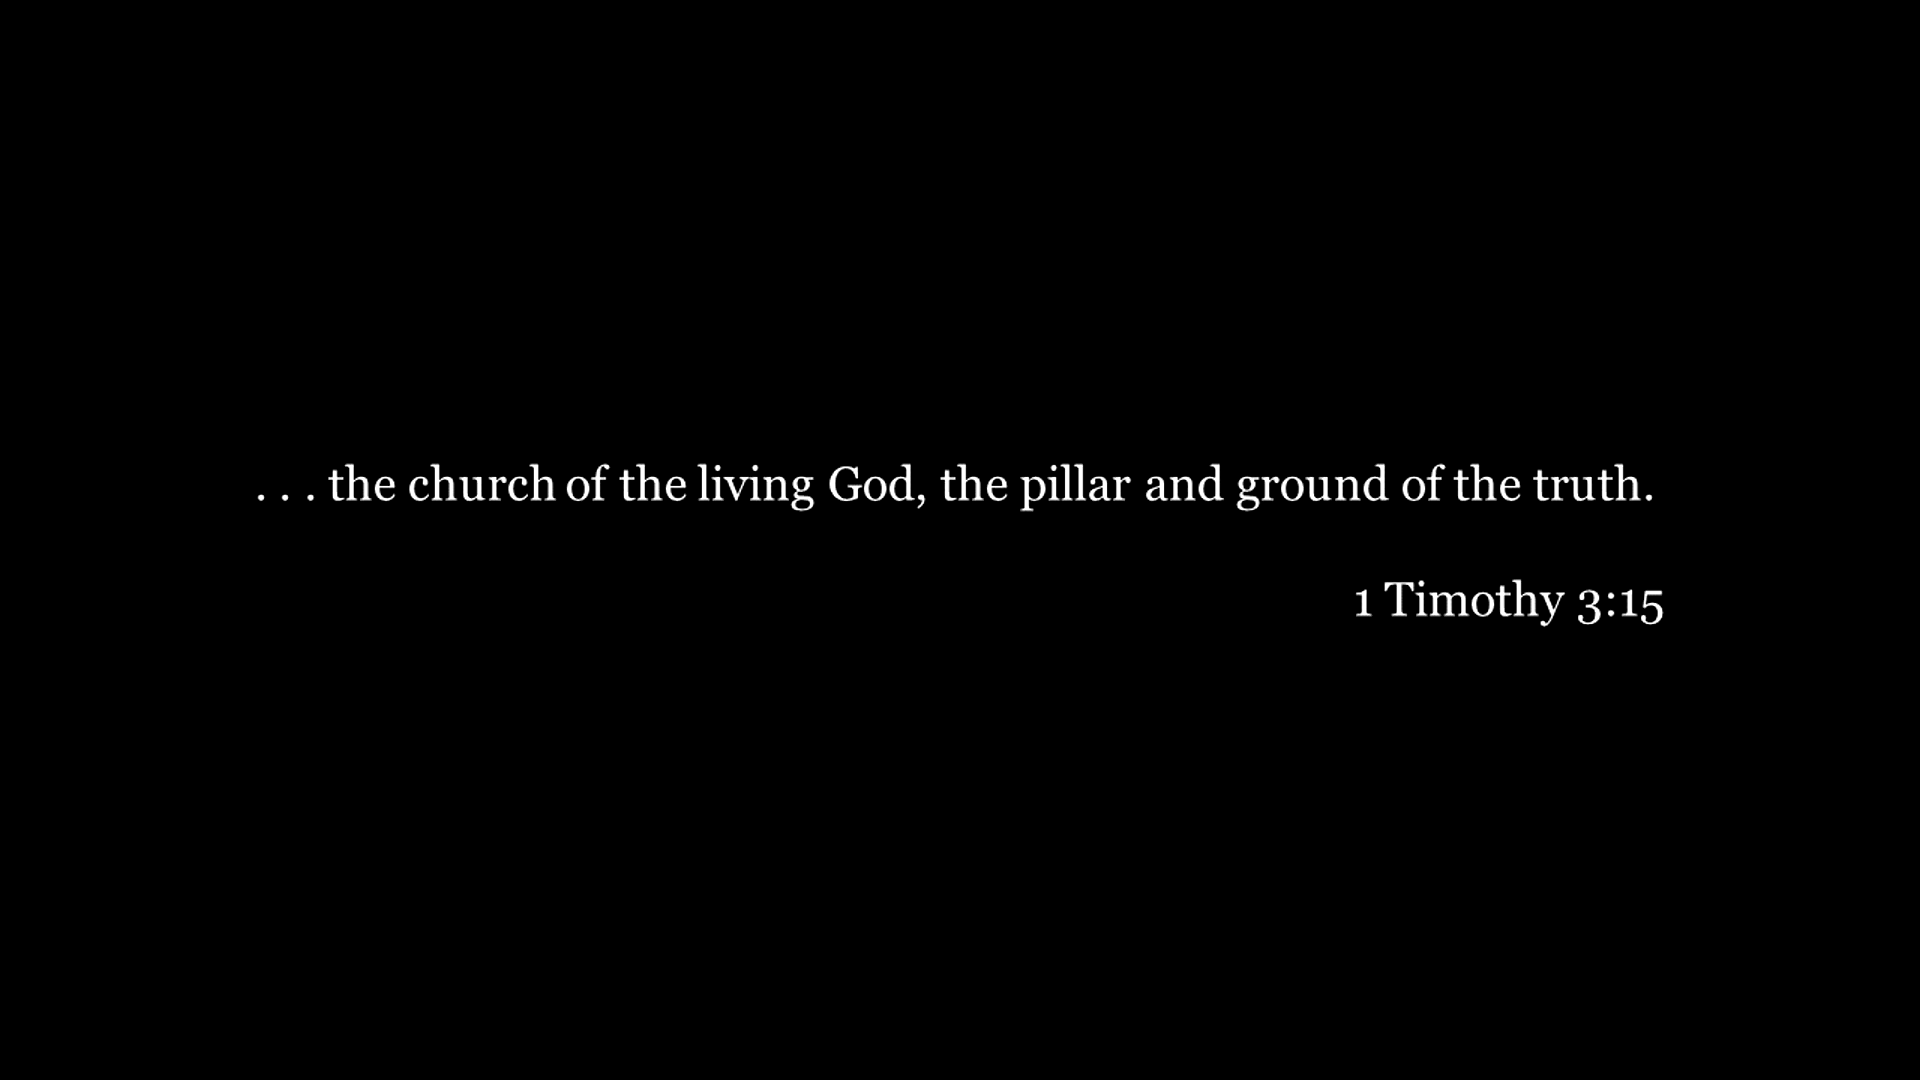 . . . the church of the living God, the pillar and ground of the truth.
1 Timothy 3:15